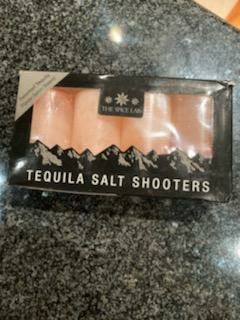 THE SPICE LAB
TEQUILA SALT SHOOTERS